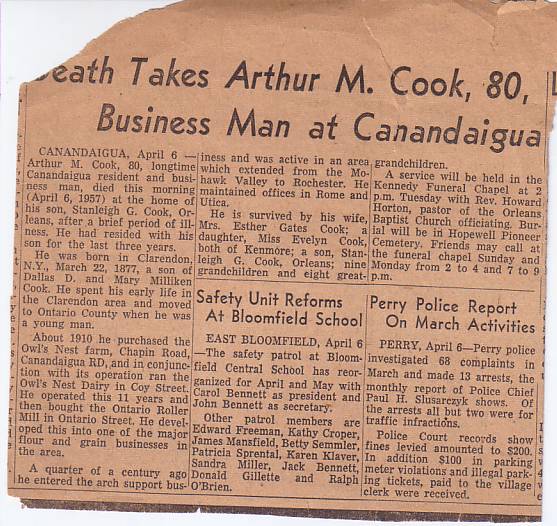 Death Takes Arthur M. Cook, 80,
Business Man at Canandaigua
CANANDAIGUA, April 6 —
Arthur M. Cook, 80, longtime
Canandaigua resident and busi-
ness man, died this morning
(April 6, 1957) at the home of
his son, Stanleigh G. Cook, Or-
leans, after a brief period of ill-
ness. He had resided with his
son for the last three years.
He was born in Clarendon,
N.Y., March 22, 1877, a son of
Dallas D. and Mary Milliken
Cook. He spent his early life in
the Clarendon area and moved
to Ontario County when he was
a young man.
About 1910 he purchased the
Owl's Nest farm, Chapin Road,
Canandaigua RD, and in conjunc-
tion with its operation ran the
Owl's Nest Dairy in Coy Street.
He operated this 11 years and
then bought the Ontario Roller
Mill in Ontario Street. He devel-
oped this into one of the major
flour and grain businesses in
the area.
A quarter of a century ago
he entered the arch support bus-
iness and was active in an area
which extended from the Mo-
hawk Valley to Rochester. He
maintained offices in Rome and
Utica.
He is survived by his wife,
Mrs. Esther Gates Cook; a
daughter, Miss Evelyn Cook,
both of Kenmore; a son, Stan-
leigh G. Cook, Orleans; nine
grandchildren and eight great-
grandchildren.
A service will be held in the
Kennedy Funeral Chapel at 2
p.m. Tuesday with Rev. Howard
Horton, pastor of the Orleans
Baptist Church officiating. Bur-
ial will be in Hopewell Pioneer
Cemetery. Friends may call at
the funeral chapel Sunday and
Monday from 2 to 4 and 7 to 9
p.m.
Safety Unit Reforms
At Bloomfield School
EAST BLOOMFIELD, April 6
—The safety patrol at Bloom-
field Central School has reor-
ganized for April and May with
Carol Bennett as president and
John Bennett as secretary.
Other patrol members are
Edward Freeman, Kathy Croper,
James Mansfield, Betty Semmler,
Patricia Sprental, Karen Klaver,
Sandra Miller, Jack Bennett,
Donald Gillette and Ralph
O'Brien.
Perry Police Report
On March Activities
PERRY, April 6—Perry police
investigated 68 complaints in
March and made 13 arrests, the
monthly report of Chief
Paul H. Slusarczyk shows. Of
the arrests all but two were for
traffic infractions.
Police Court records show
fines levied amounted to $200.
In addition $100 in parking
meter violations and illegal park-
ing tickets, paid to the village
clerk were received.